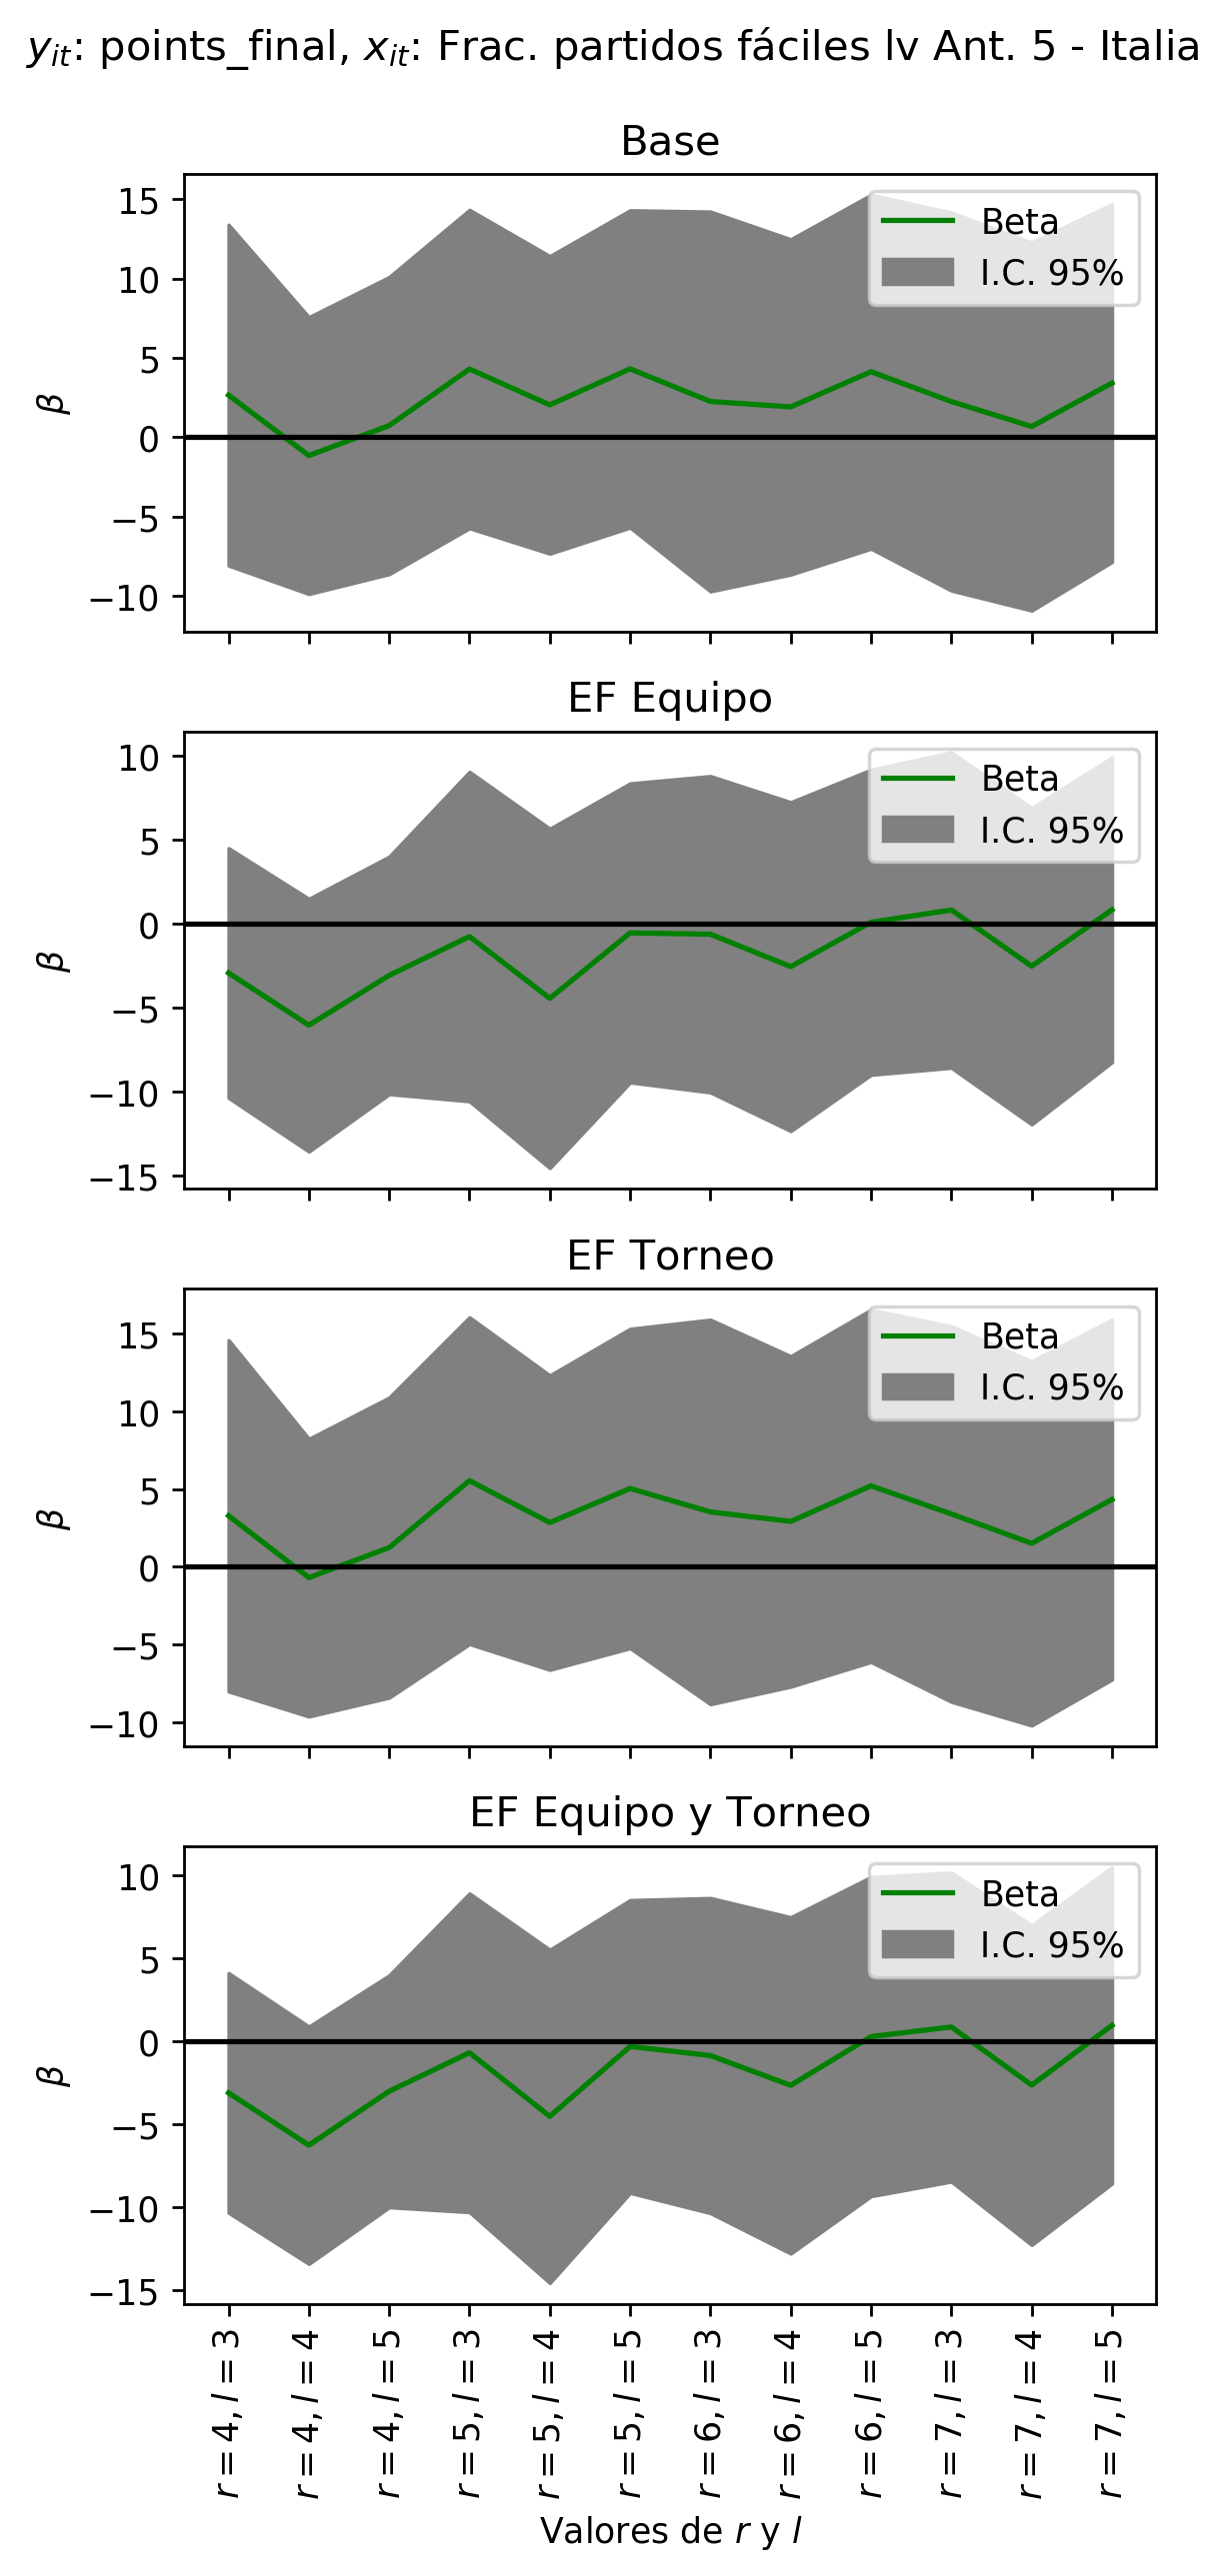 y_it: points_final, x_it: Frac. partidos fáciles lv Ant. 5 - Italia
Base
15
10
5
0
−5
−10
β
Beta
I.C. 95%
EF Equipo
10
5
0
−5
−10
−15
β
Beta
I.C. 95%
EF Torneo
15
10
5
0
−5
−10
β
Beta
I.C. 95%
EF Equipo y Torneo
10
5
0
−5
−10
−15
β
Beta
I.C. 95%
r = 4, l = 3
r = 4, l = 4
r = 4, l = 5
r = 5, l = 3
r = 5, l = 4
r = 5, l = 5
r = 6, l = 3
r = 6, l = 4
r = 6, l = 5
r = 7, l = 3
r = 7, l = 4
r = 7, l = 5
Valores de r y l